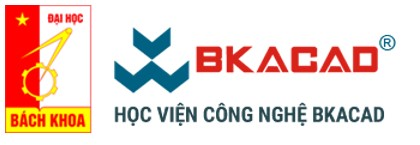 ĐẠI HỌC
BÁCH KHOA
BKACAD®
HỌC VIỆN CÔNG NGHỆ BKACAD